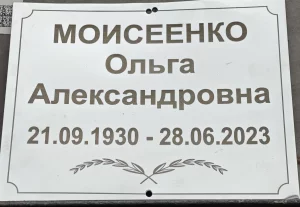 МОИСЕЕНКО
Ольга
Александровна
21.09.1930 - 28.06.2023